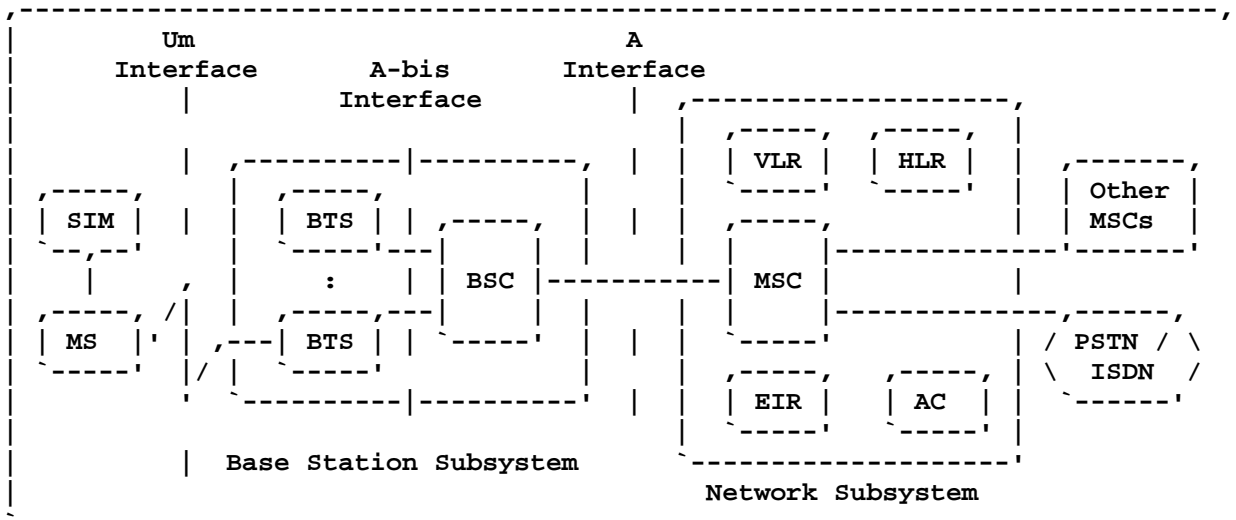 Um A
Interface A-bis Interface
Interface
VLR HLR
Other
SIM BTS MSCs
BSC MSC
:
MS BTS PSTN /
ISDN
EIR AC
Base Station Subsystem
Network Subsystem